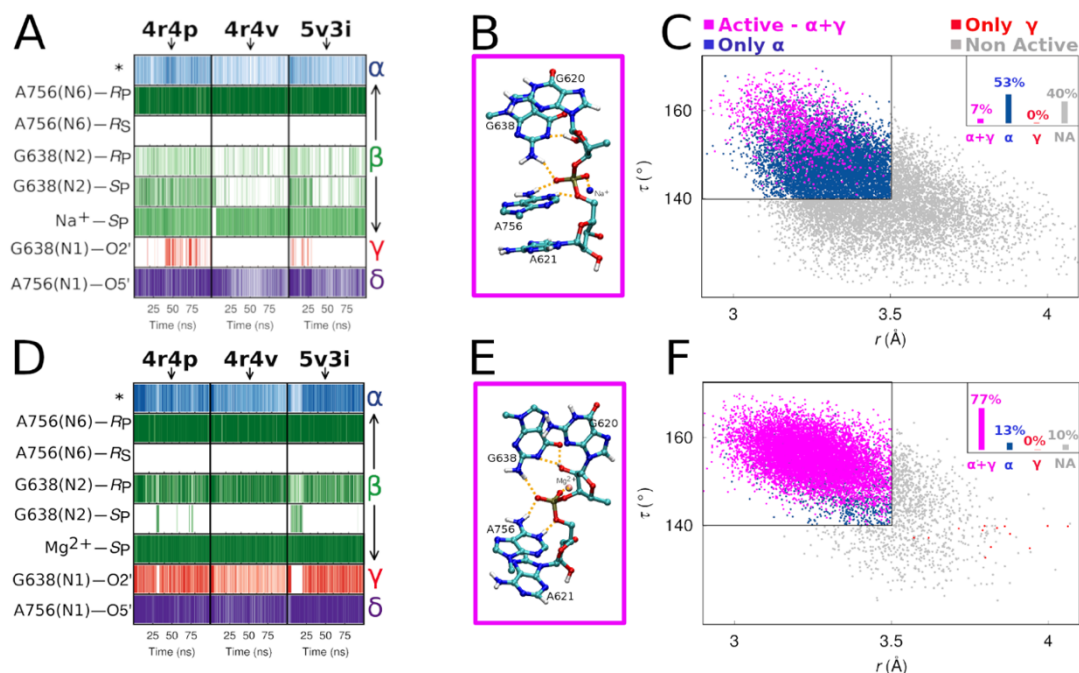 A
4r4p 4r4v 5v3i
* α
A756(N6)—RP
A756(N6)—RS
β
G638(N2)—RP
G638(N2)—SP
Na+—SP
G638(N1)—O2' γ
A756(N1)—O5' δ
25 50 75 25 50 75 25 50 75
Time (ns) Time (ns) Time (ns)
B
G620
G638
Na+
A756
A621
C
Active - α+γ Only γ
Only α Non Active
160
140
τ (°)
7% 53% 0% 40%
α+γ α γ NA
3 3.5 4
r (Å)
D
4r4p 4r4v 5v3i
* α
A756(N6)—RP
A756(N6)—RS
β
G638(N2)—RP
G638(N2)—SP
Mg2+—SP
G638(N1)—O2' γ
A756(N1)—O5' δ
25 50 75 25 50 75 25 50 75
Time (ns) Time (ns) Time (ns)
E
G620
G638
Mg2+
A756
A621
F
160
140
τ (°)
77% 13% 0% 10%
α+γ α γ NA
3 3.5 4
r (Å)